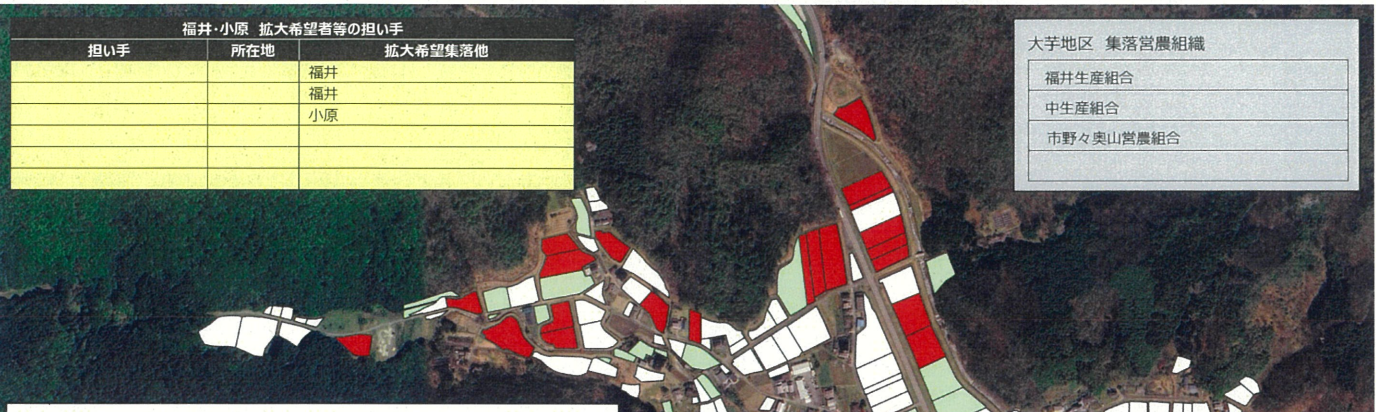 福井・小原 拡大希望者等の担い手
担い手 所在地 拡大希望集落他
福井
福井
小原
大芋地区 集落営農組織
福井生産組合
中生産組合
市野々奥山営農組合